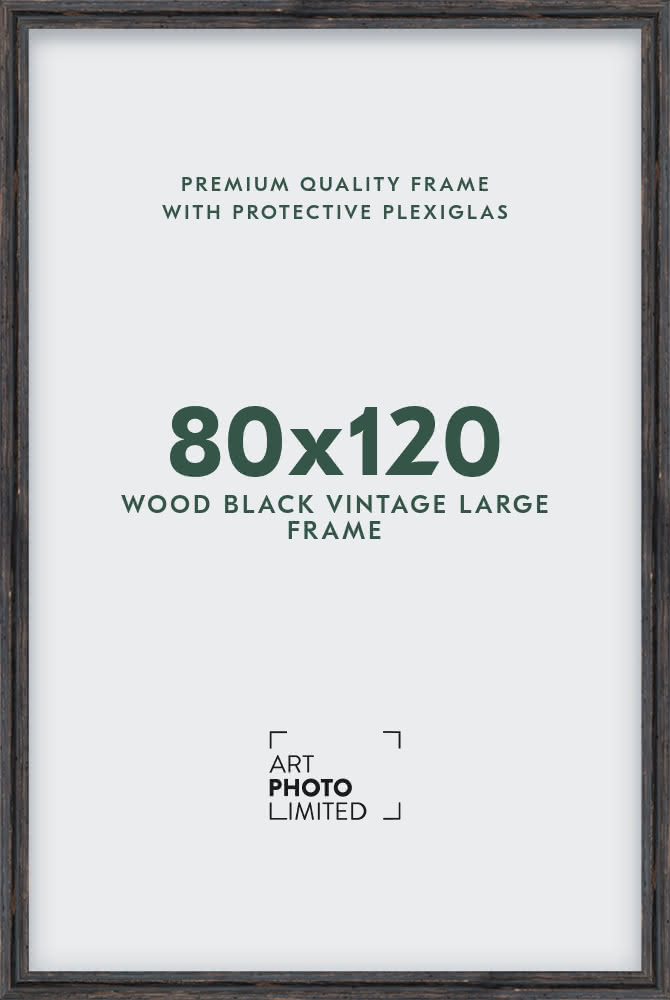 PREMIUM QUALITY FRAME
WITH PROTECTIVE PLEXIGLAS
80x120
WOOD BLACK VINTAGE LARGE
FRAME
ART
PHOTO
LIMITED